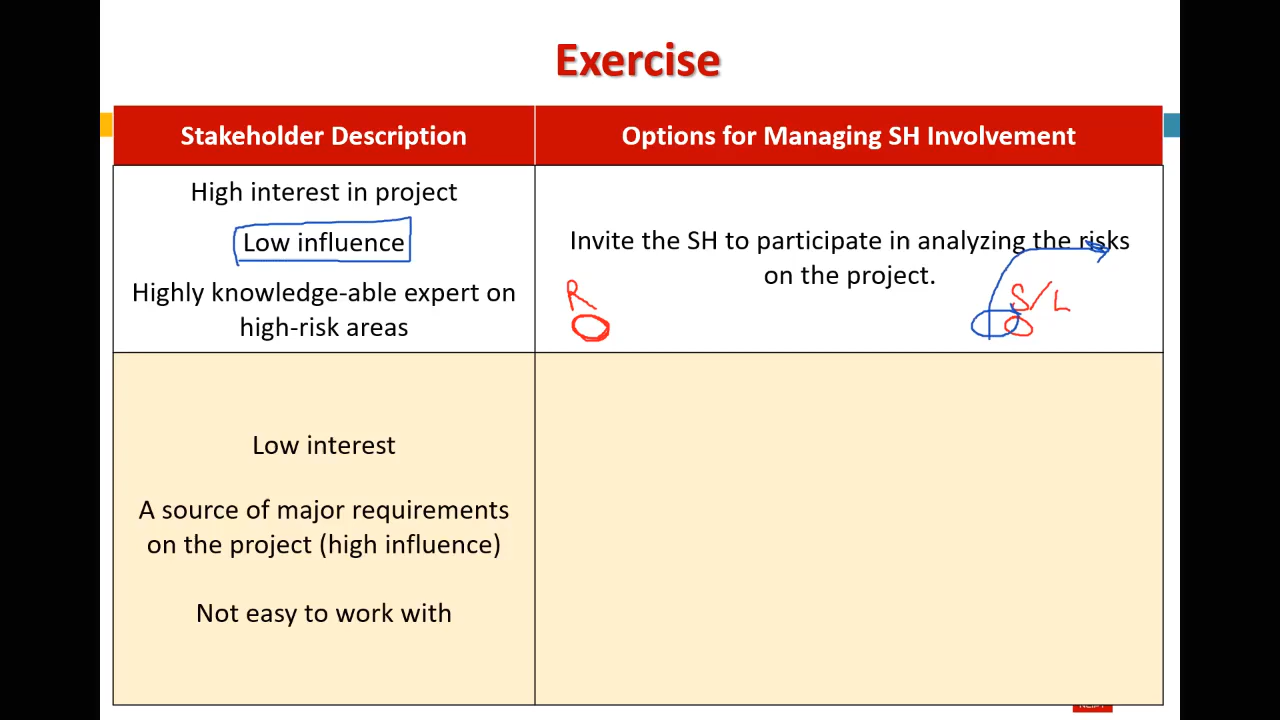 Exercise
Stakeholder Description
Options for Managing SH Involvement
High interest in project
Low influence
Highly knowledge-able expert on
high-risk areas
Invite the SH to participate in analyzing the risks
on the project.
R
S/L
Low interest
A source of major requirements
on the project (high influence)
Not easy to work with